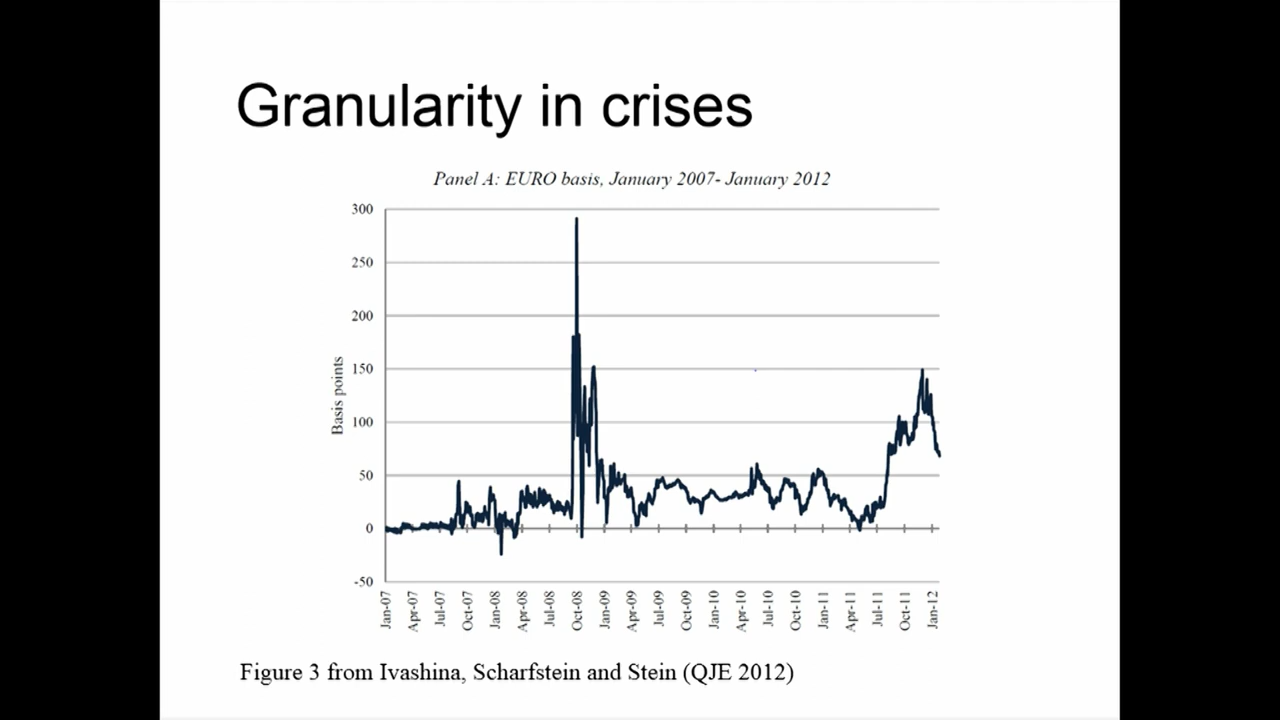 Granularity in crises
Panel A: EURO basis, January 2007- January 2012
300
250
200
150
100
50
0
-50
Basis points
Jan-07
Apr-07
Jul-07
Oct-07
Jan-08
Apr-08
Jul-08
Oct-08
Jan-09
Apr-09
Jul-09
Oct-09
Jan-10
Apr-10
Jul-10
Oct-10
Jan-11
Apr-11
Jul-11
Oct-11
Jan-12
Figure 3 from Ivashina, Scharfstein and Stein (QJE 2012)